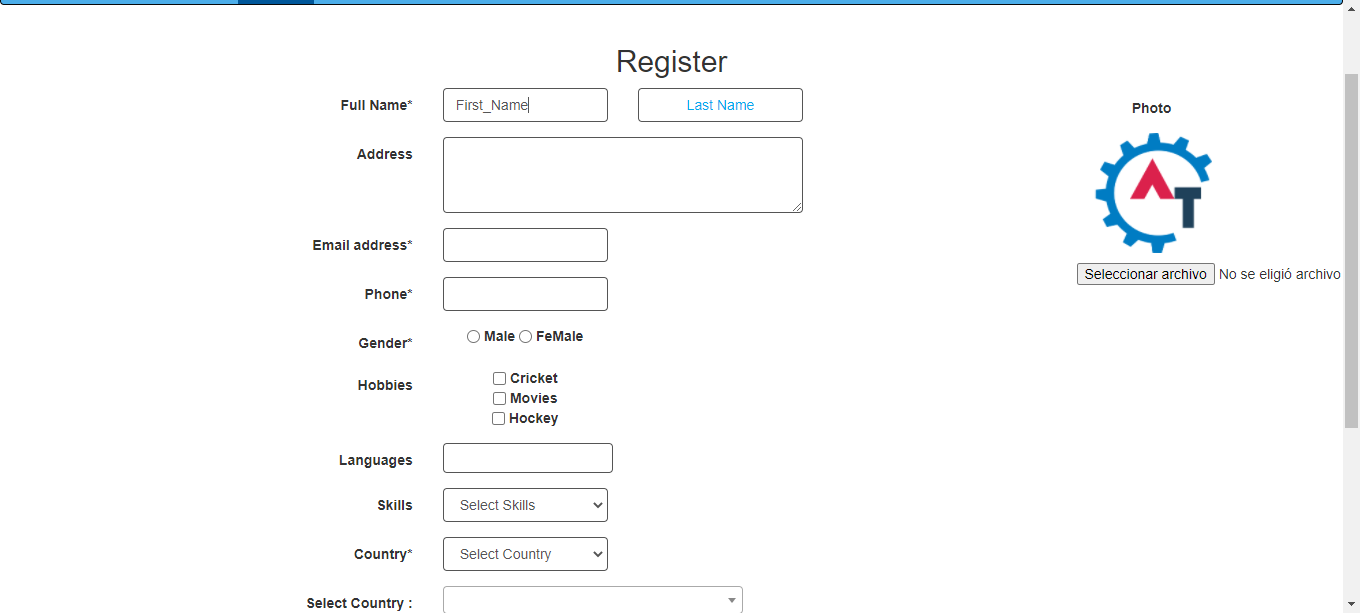 Register
Full Name* First_Name Last Name
Photo
Address
AT
Email address*
Seleccionar archivo No se eligió archivo
Phone*
Gender* Male FeMale
Hobbies Cricket
Movies
Hockey
Languages
Skills Select Skills
Country* Select Country
Select Country :